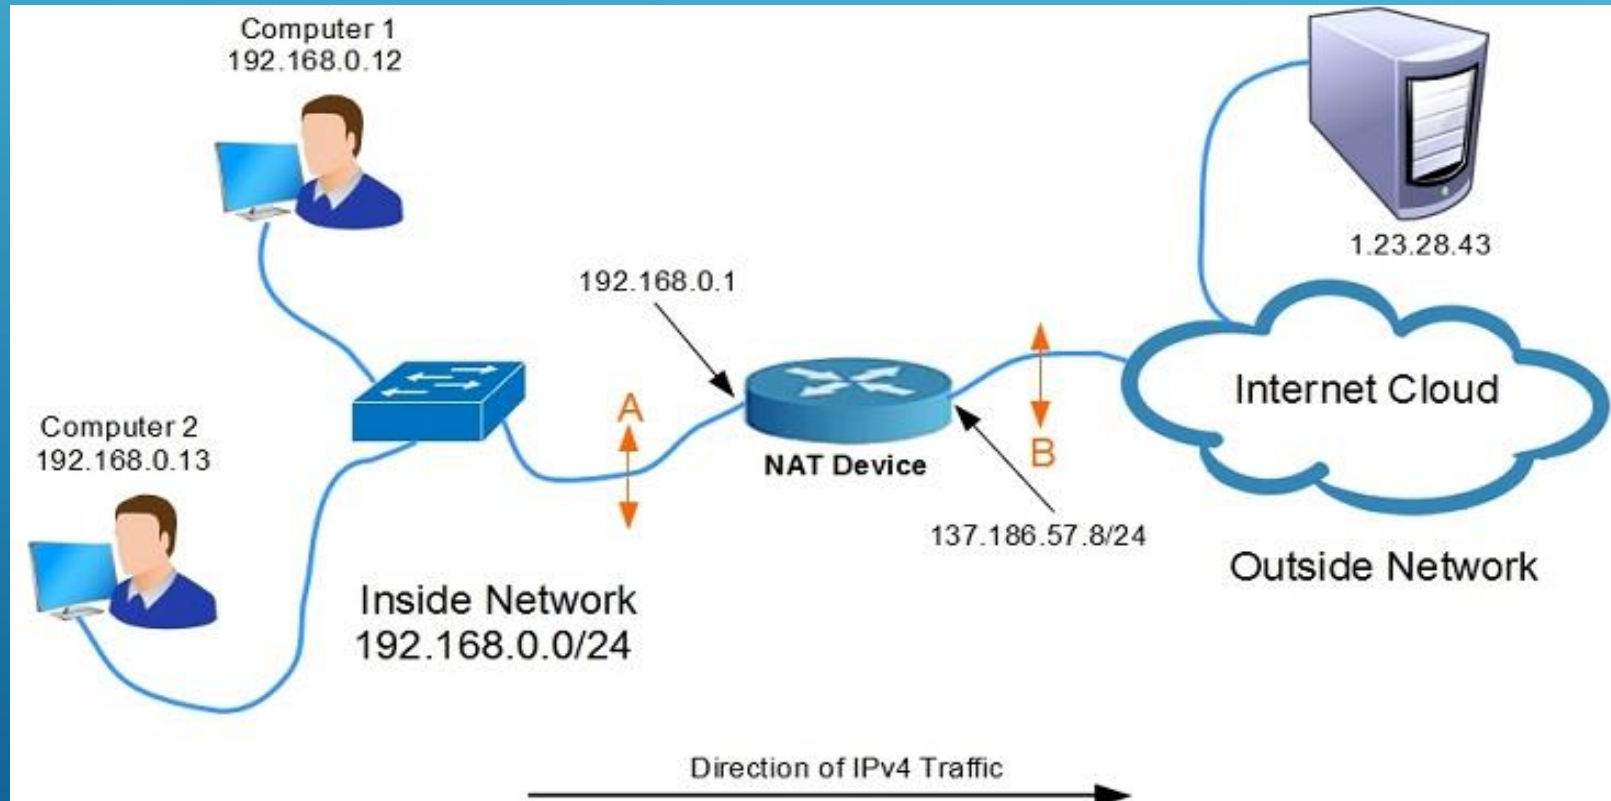 Computer 1
192.168.0.12
1.23.28.43
192.168.0.1
A
B
Internet Cloud
Computer 2
192.168.0.13
NAT Device
137.186.57.8/24
Outside Network
Inside Network
192.168.0.0/24
Direction of IPv4 Traffic